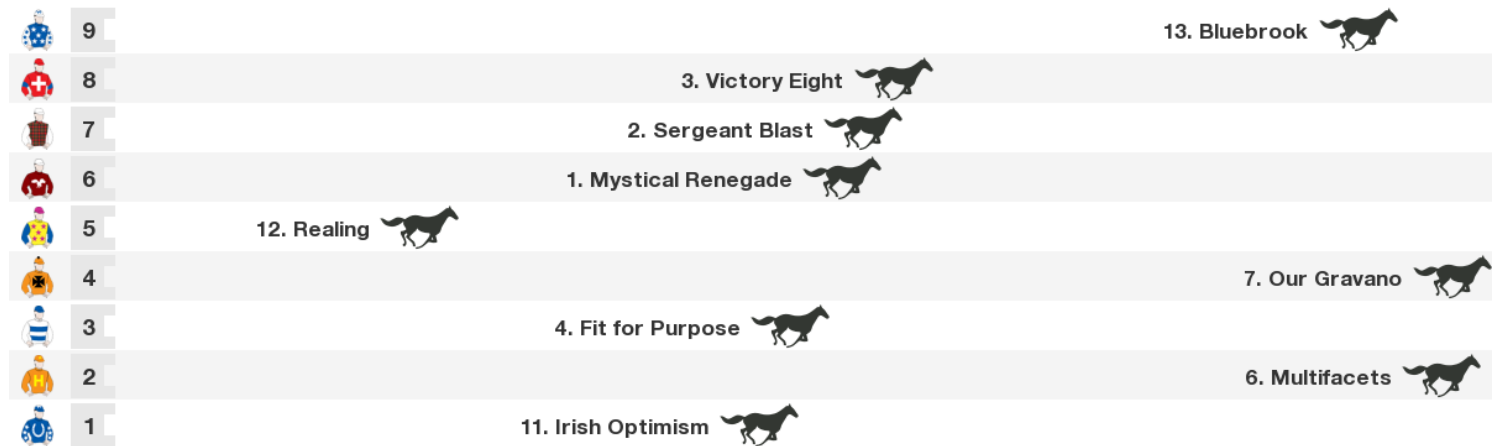 9 13. Bluebrook
8 3. Victory Eight
7 2. Sergeant Blast
6 1. Mystical Renegade
5 12. Realing
4 7. Our Gravano
3 4. Fit for Purpose
H 2 6. Multifacets
1 11. Irish Optimism